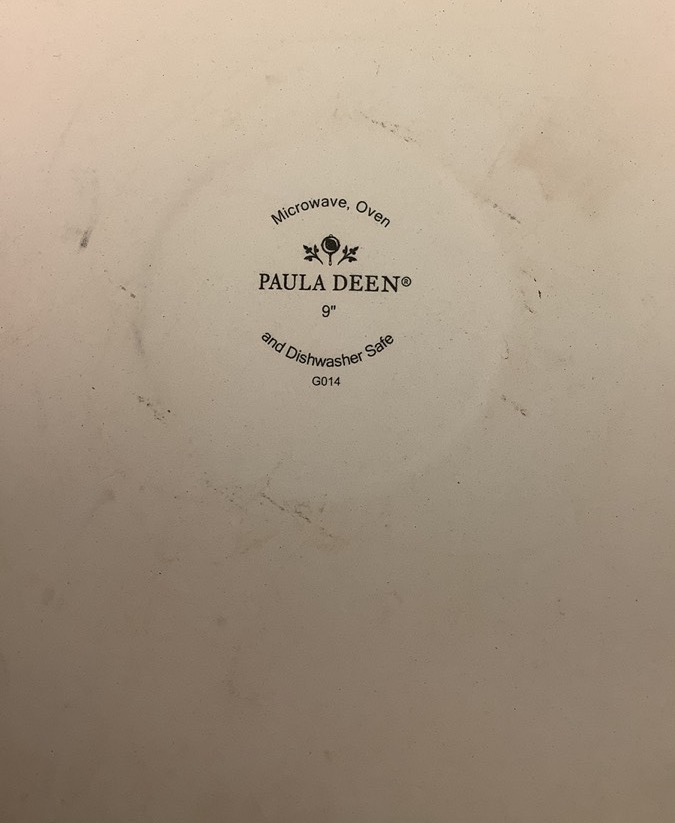 Microwave, Oven
PAULA DEEN®
9"
and Dishwasher Safe
G014